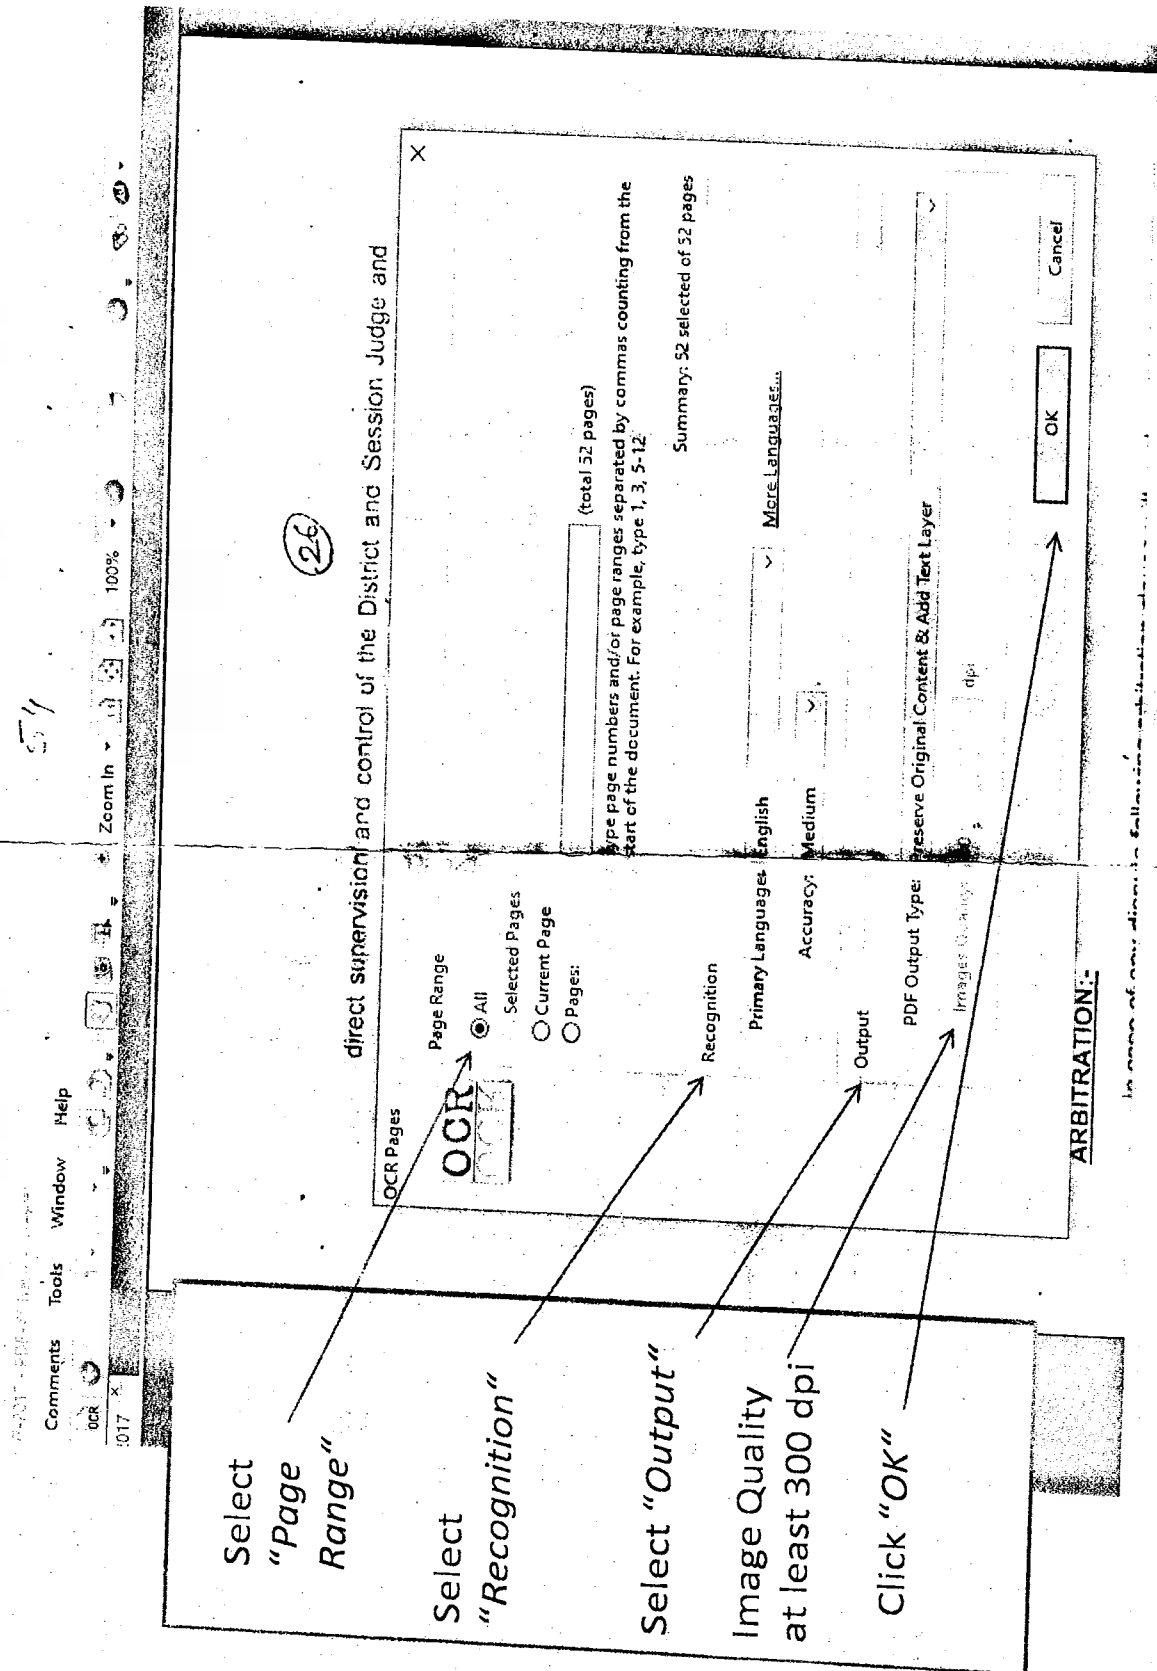 Comments Tools Window Help
OCR
Zoom In
100%
2017 ×
26
direct supervision and control of the District and Session Judge and
OCR Pages
OCR
Page Range
All
Selected Pages
Current Page
Pages:
(total 52 pages)
ype page numbers and/or page ranges separated by commas counting from the
start of the document. For example, type 1, 3, 5-12
Summary: 52 selected of 52 pages
Recognition
Primary Language: English
More Languages...
Accuracy: Medium
Output
PDF Output Type: reserve Original Content & Add Text Layer
Images Quality:
dpi
OK
Cancel
ARBITRATION:-
Select
"Page
Range"
Select
"Recognition"
Select "Output"
Image Quality
at least 300 dpi
Click "OK"